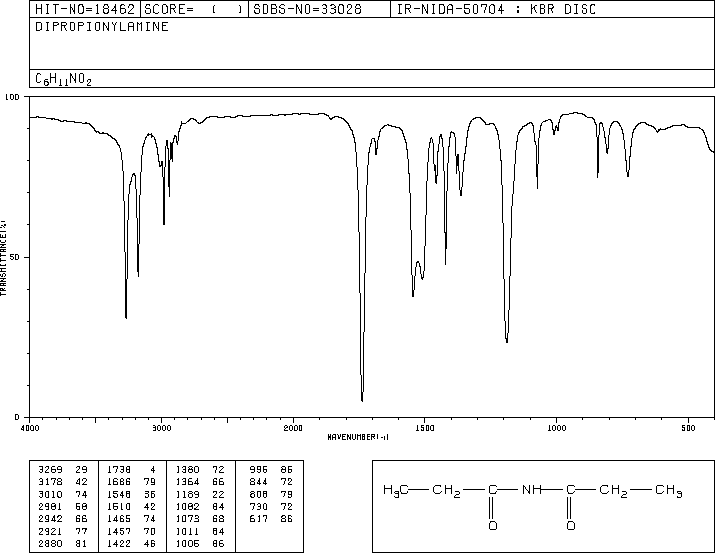 HIT-NO=18462 SCORE= ( ) SDBS-NO=33028 IR-NIDA-50704 : KBR DISC
DIPROPIONYLAMINE
C6H11NO2
100
50
0
TRANSMITTANCE(%)
4000 3000 2000 1500 1000 500
WAVENUMBER(-1)
3269 29 1738 4 1380 72 996 86
3178 42 1686 79 1364 66 844 72
3010 74 1548 36 1189 22 808 79
2981 58 1510 42 1082 84 730 72
2942 66 1465 74 1073 68 617 86
2921 77 1457 70 1011 84
2880 81 1422 46 1005 86
H3C CH2 C NH C CH2 CH3
O O